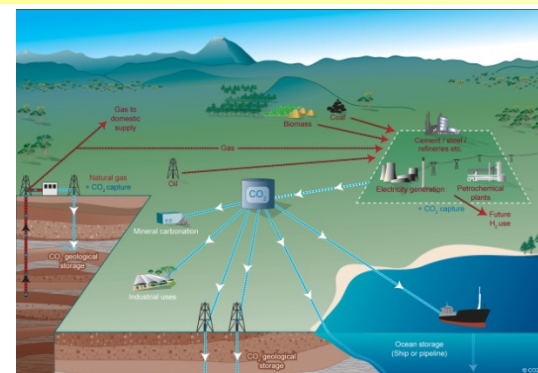 Gas to
domestic
supply
Biomass
Coal
Cement / steel /
refineries etc.
Gas
Oil
Natural gas
+ CO2 capture
CO2
Electricity generation
Petrochemical
plants
+ CO2 capture
Future
H2 use
Mineral carbonation
CO2 geological
storage
Industrial uses
Ocean storage
(Ship or pipeline)
CO2 geological
storage